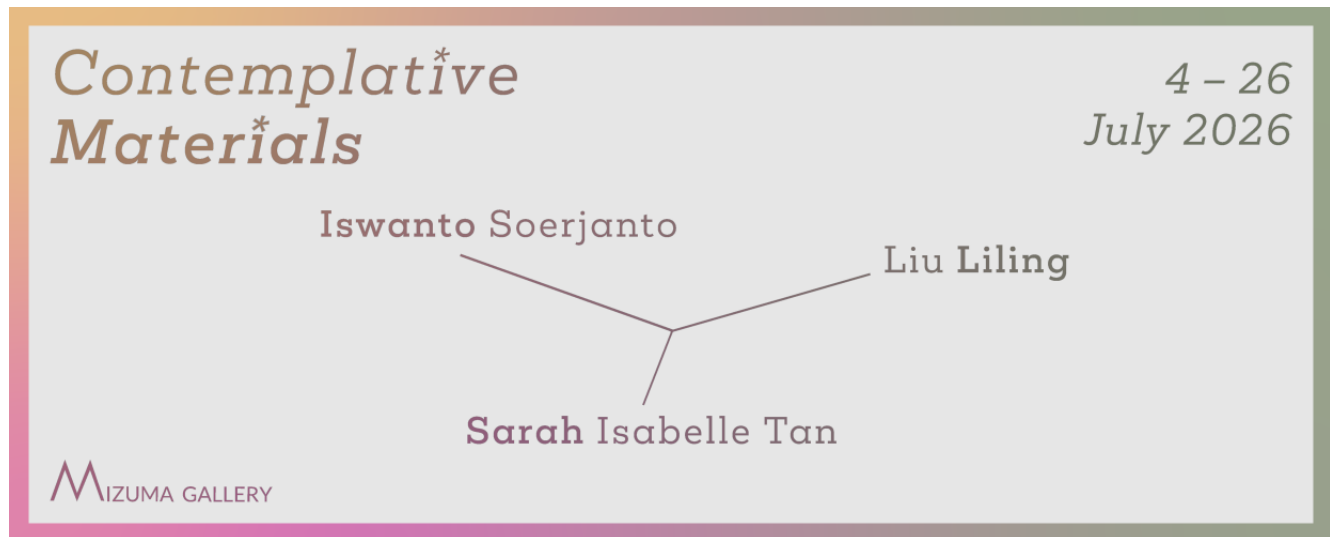 Contemplative
Materials
4 – 26
July 2026
Iswanto Soerjanto
Liu Liling
Sarah Isabelle Tan
MIZUMA GALLERY